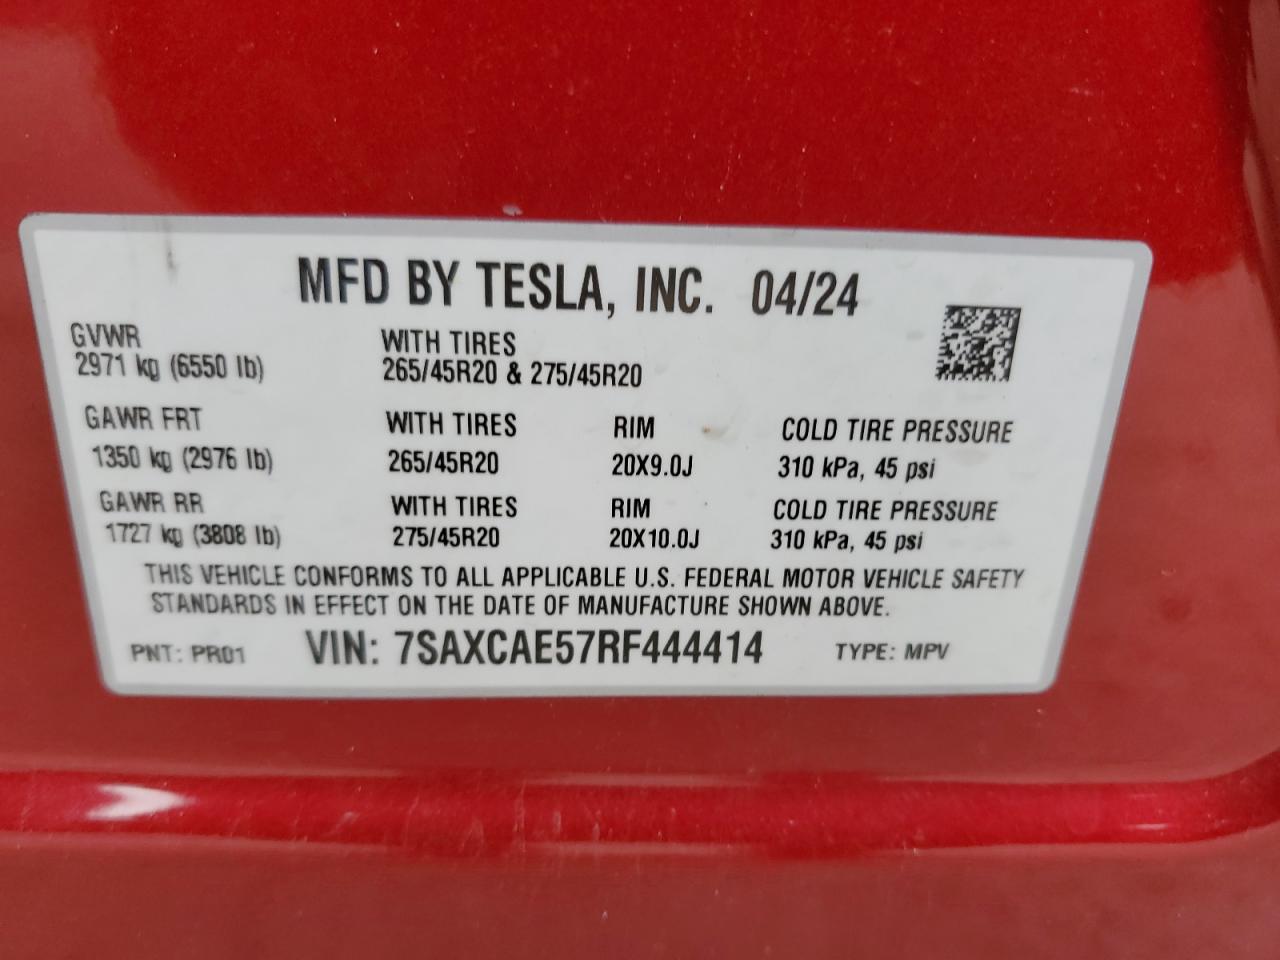 MFD BY TESLA, INC. 04/24
GVWR WITH TIRES
2971 kg (6550 lb) 265/45R20 & 275/45R20
GAWR FRT WITH TIRES RIM COLD TIRE PRESSURE
1350 kg (2976 lb) 265/45R20 20X9.0J 310 kPa, 45 psi
GAWR RR WITH TIRES RIM COLD TIRE PRESSURE
1727 kg (3808 lb) 275/45R20 20X10.0J 310 kPa, 45 psi
THIS VEHICLE CONFORMS TO ALL APPLICABLE U.S. FEDERAL MOTOR VEHICLE SAFETY
STANDARDS IN EFFECT ON THE DATE OF MANUFACTURE SHOWN ABOVE.
PNT: PR01 VIN: 7SAXCAE57RF444414 TYPE: MPV